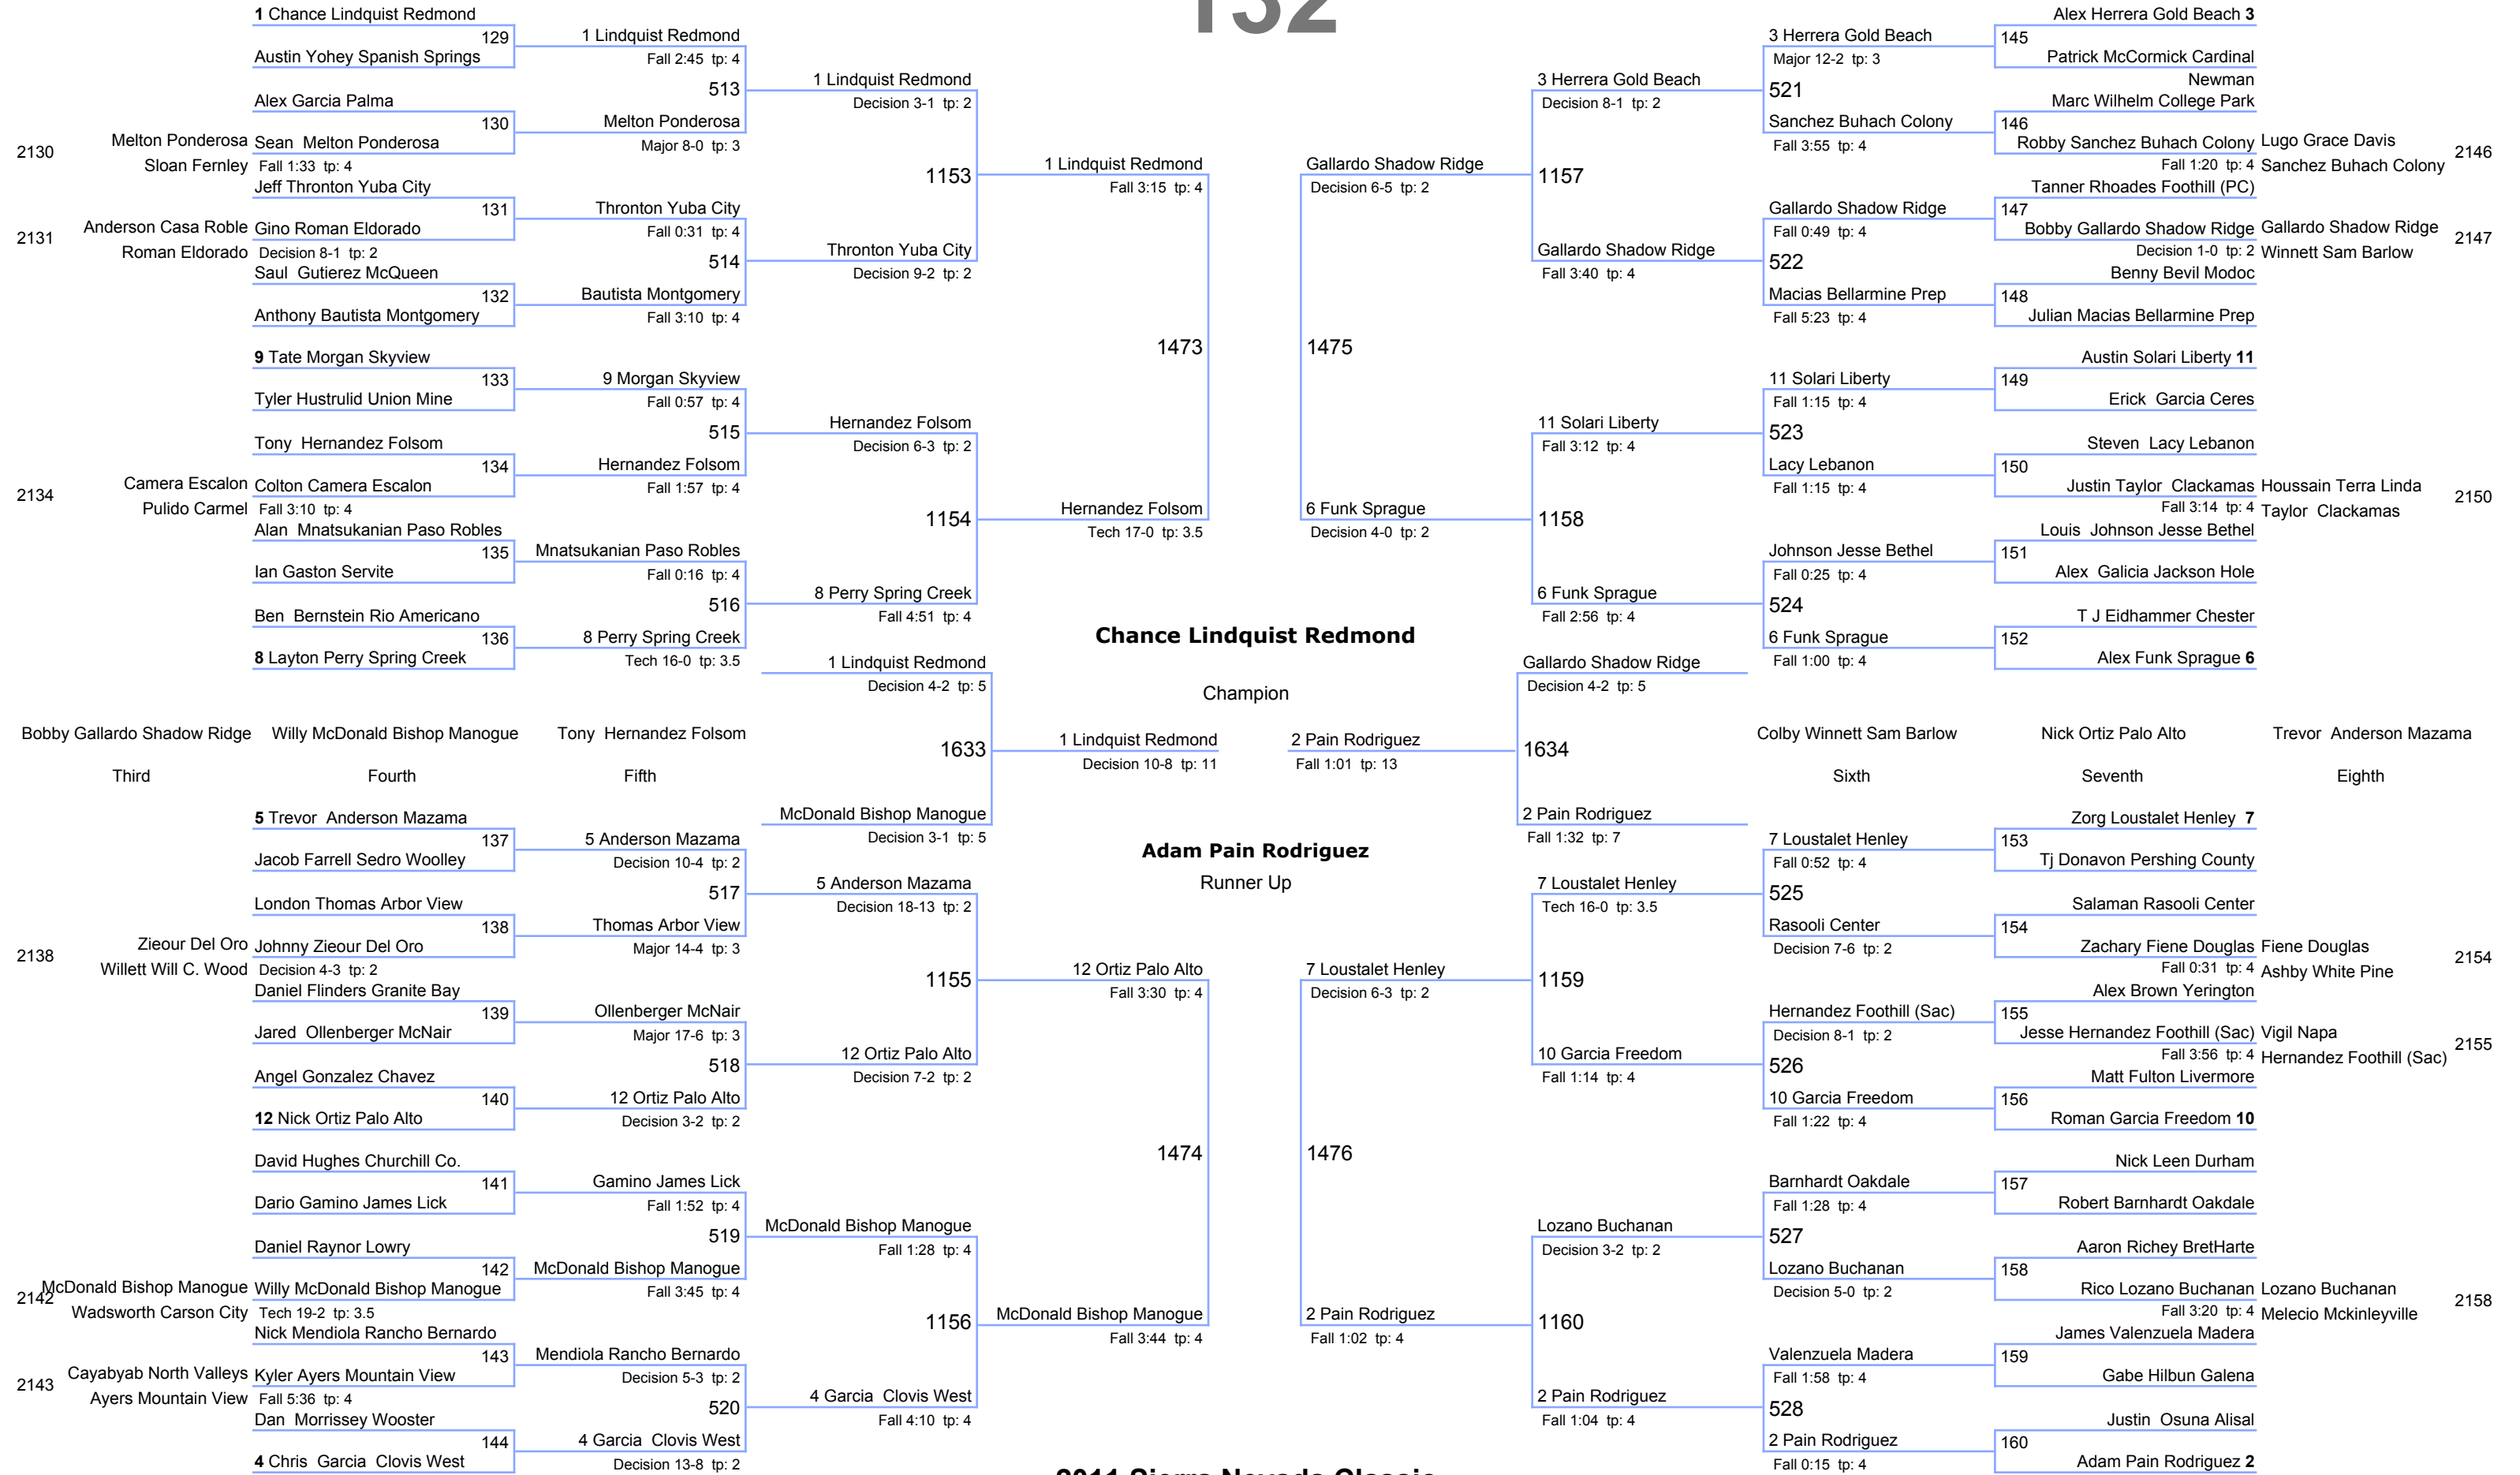 132
1 Chance Lindquist Redmond
129
Austin Yohey Spanish Springs
1 Lindquist Redmond
Fall 2:45 tp: 4
513
Alex Garcia Palma
130
Sean Melton Ponderosa
Melton Ponderosa
Sloan Fernley
2130
Fall 1:33 tp: 4
Melton Ponderosa
Major 8-0 tp: 3
1 Lindquist Redmond
Decision 3-1 tp: 2
1153
Jeff Thronton Yuba City
131
Gino Roman Eldorado
Anderson Casa Roble
Roman Eldorado
2131
Decision 8-1 tp: 2
Thronton Yuba City
Fall 0:31 tp: 4
514
Saul Gutierez McQueen
132
Anthony Bautista Montgomery
Bautista Montgomery
Fall 3:10 tp: 4
Thronton Yuba City
Decision 9-2 tp: 2
1 Lindquist Redmond
Fall 3:15 tp: 4
1473
9 Tate Morgan Skyview
133
Tyler Hustrulid Union Mine
9 Morgan Skyview
Fall 0:57 tp: 4
515
Tony Hernandez Folsom
134
Colton Camera Escalon
Camera Escalon
Pulido Carmel
2134
Fall 3:10 tp: 4
Hernandez Folsom
Fall 1:57 tp: 4
Hernandez Folsom
Decision 6-3 tp: 2
1154
Alan Mnatsukanian Paso Robles
135
Ian Gaston Servite
Mnatsukanian Paso Robles
Fall 0:16 tp: 4
516
Ben Bernstein Rio Americano
136
8 Layton Perry Spring Creek
8 Perry Spring Creek
Tech 16-0 tp: 3.5
8 Perry Spring Creek
Fall 4:51 tp: 4
Hernandez Folsom
Tech 17-0 tp: 3.5
Alex Herrera Gold Beach 3
145
Patrick McCormick Cardinal
Newman
3 Herrera Gold Beach
Major 12-2 tp: 3
521
Marc Wilhelm College Park
146
Robby Sanchez Buhach Colony
Lugo Grace Davis
Sanchez Buhach Colony
2146
Fall 1:20 tp: 4
Sanchez Buhach Colony
Fall 3:55 tp: 4
3 Herrera Gold Beach
Decision 8-1 tp: 2
1157
Tanner Rhoades Foothill (PC)
147
Bobby Gallardo Shadow Ridge
Gallardo Shadow Ridge
Winnett Sam Barlow
2147
Decision 1-0 tp: 2
Gallardo Shadow Ridge
Fall 0:49 tp: 4
522
Benny Bevil Modoc
148
Julian Macias Bellarmine Prep
Macias Bellarmine Prep
Fall 5:23 tp: 4
Gallardo Shadow Ridge
Fall 3:40 tp: 4
Gallardo Shadow Ridge
Decision 6-5 tp: 2
1475
Austin Solari Liberty 11
149
Erick Garcia Ceres
11 Solari Liberty
Fall 1:15 tp: 4
523
Steven Lacy Lebanon
150
Justin Taylor Clackamas
Houssain Terra Linda
Taylor Clackamas
2150
Fall 3:14 tp: 4
Lacy Lebanon
Fall 1:15 tp: 4
11 Solari Liberty
Fall 3:12 tp: 4
1158
Louis Johnson Jesse Bethel
151
Alex Galicia Jackson Hole
Johnson Jesse Bethel
Fall 0:25 tp: 4
524
T J Eidhammer Chester
152
Alex Funk Sprague 6
6 Funk Sprague
Fall 1:00 tp: 4
6 Funk Sprague
Fall 2:56 tp: 4
6 Funk Sprague
Decision 4-0 tp: 2
Chance Lindquist Redmond
Champion
1 Lindquist Redmond
Decision 4-2 tp: 5
1633
McDonald Bishop Manogue
Decision 3-1 tp: 5
1 Lindquist Redmond
Decision 10-8 tp: 11
2 Pain Rodriguez
Fall 1:01 tp: 13
Gallardo Shadow Ridge
Decision 4-2 tp: 5
1634
2 Pain Rodriguez
Fall 1:32 tp: 7
Adam Pain Rodriguez
Runner Up
Bobby Gallardo Shadow Ridge
Third
Willy McDonald Bishop Manogue
Fourth
Tony Hernandez Folsom
Fifth
Colby Winnett Sam Barlow
Sixth
Nick Ortiz Palo Alto
Seventh
Trevor Anderson Mazama
Eighth
5 Trevor Anderson Mazama
137
Jacob Farrell Sedro Woolley
5 Anderson Mazama
Decision 10-4 tp: 2
517
London Thomas Arbor View
138
Johnny Zieour Del Oro
Zieour Del Oro
Willett Will C. Wood
2138
Decision 4-3 tp: 2
Thomas Arbor View
Major 14-4 tp: 3
5 Anderson Mazama
Decision 18-13 tp: 2
1155
Daniel Flinders Granite Bay
139
Jared Ollenberger McNair
Ollenberger McNair
Major 17-6 tp: 3
518
Angel Gonzalez Chavez
140
12 Nick Ortiz Palo Alto
12 Ortiz Palo Alto
Decision 3-2 tp: 2
12 Ortiz Palo Alto
Decision 7-2 tp: 2
12 Ortiz Palo Alto
Fall 3:30 tp: 4
1474
David Hughes Churchill Co.
141
Dario Gamino James Lick
Gamino James Lick
Fall 1:52 tp: 4
519
Daniel Raynor Lowry
142
Willy McDonald Bishop Manogue
McDonald Bishop Manogue
Wadsworth Carson City
2142
Tech 19-2 tp: 3.5
McDonald Bishop Manogue
Fall 3:45 tp: 4
McDonald Bishop Manogue
Fall 1:28 tp: 4
1156
Nick Mendiola Rancho Bernardo
143
Kyler Ayers Mountain View
Cayabyab North Valleys
Ayers Mountain View
2143
Fall 5:36 tp: 4
Mendiola Rancho Bernardo
Decision 5-3 tp: 2
520
Dan Morrissey Wooster
144
4 Chris Garcia Clovis West
4 Garcia Clovis West
Decision 13-8 tp: 2
4 Garcia Clovis West
Fall 4:10 tp: 4
McDonald Bishop Manogue
Fall 3:44 tp: 4
Zorg Loustalet Henley 7
153
Tj Donavon Pershing County
7 Loustalet Henley
Fall 0:52 tp: 4
525
Salaman Rasooli Center
154
Zachary Fiene Douglas
Fiene Douglas
Ashby White Pine
2154
Fall 0:31 tp: 4
Rasooli Center
Decision 7-6 tp: 2
7 Loustalet Henley
Tech 16-0 tp: 3.5
1159
Alex Brown Yerington
155
Jesse Hernandez Foothill (Sac)
Vigil Napa
Hernandez Foothill (Sac)
2155
Fall 3:56 tp: 4
Hernandez Foothill (Sac)
Decision 8-1 tp: 2
526
Matt Fulton Livermore
156
Roman Garcia Freedom 10
10 Garcia Freedom
Fall 1:22 tp: 4
10 Garcia Freedom
Fall 1:14 tp: 4
7 Loustalet Henley
Decision 6-3 tp: 2
1476
Nick Leen Durham
157
Robert Barnhardt Oakdale
Barnhardt Oakdale
Fall 1:28 tp: 4
527
Aaron Richey BretHarte
158
Rico Lozano Buchanan
Lozano Buchanan
Melecio Mckinleyville
2158
Fall 3:20 tp: 4
Lozano Buchanan
Decision 5-0 tp: 2
Lozano Buchanan
Decision 3-2 tp: 2
1160
James Valenzuela Madera
159
Gabe Hilbun Galena
Valenzuela Madera
Fall 1:58 tp: 4
528
Justin Osuna Alisal
160
Adam Pain Rodriguez 2
2 Pain Rodriguez
Fall 0:15 tp: 4
2 Pain Rodriguez
Fall 1:04 tp: 4
2 Pain Rodriguez
Fall 1:02 tp: 4
2011 Sierra Nevada Classic